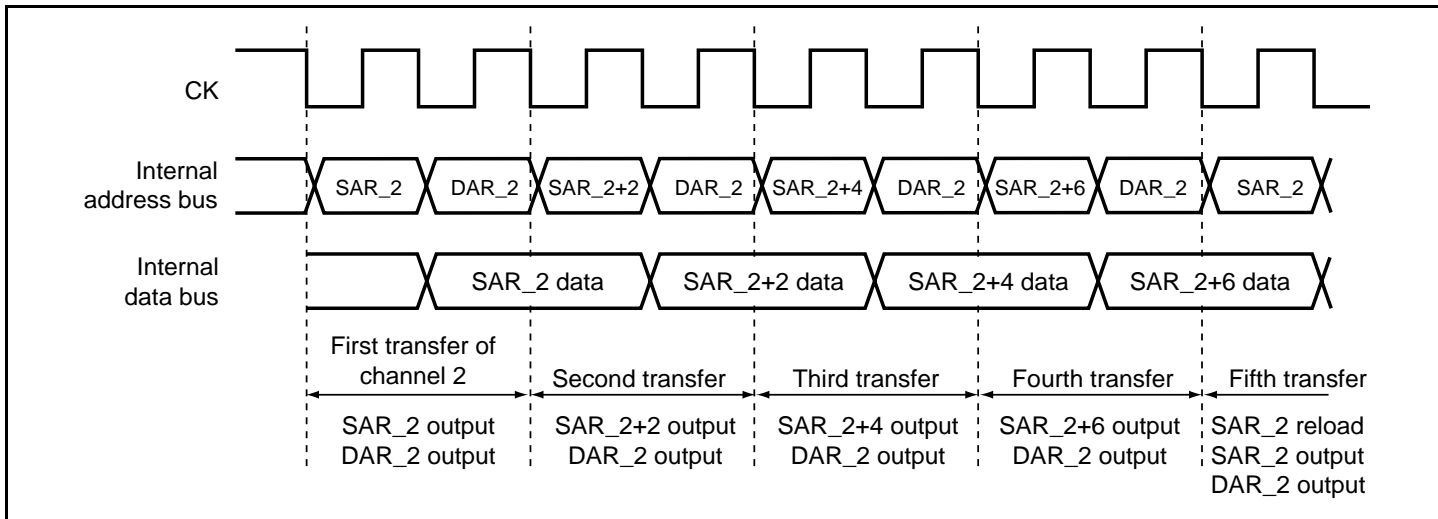 CK
Internal
address bus
SAR_2 DAR_2 SAR_2+2 DAR_2 SAR_2+4 DAR_2 SAR_2+6 DAR_2 SAR_2
Internal
data bus
SAR_2 data SAR_2+2 data SAR_2+4 data SAR_2+6 data
First transfer of
channel 2
Second transfer Third transfer Fourth transfer Fifth transfer
SAR_2 output SAR_2+2 output SAR_2+4 output SAR_2+6 output SAR_2 reload
DAR_2 output DAR_2 output DAR_2 output DAR_2 output SAR_2 output
DAR_2 output